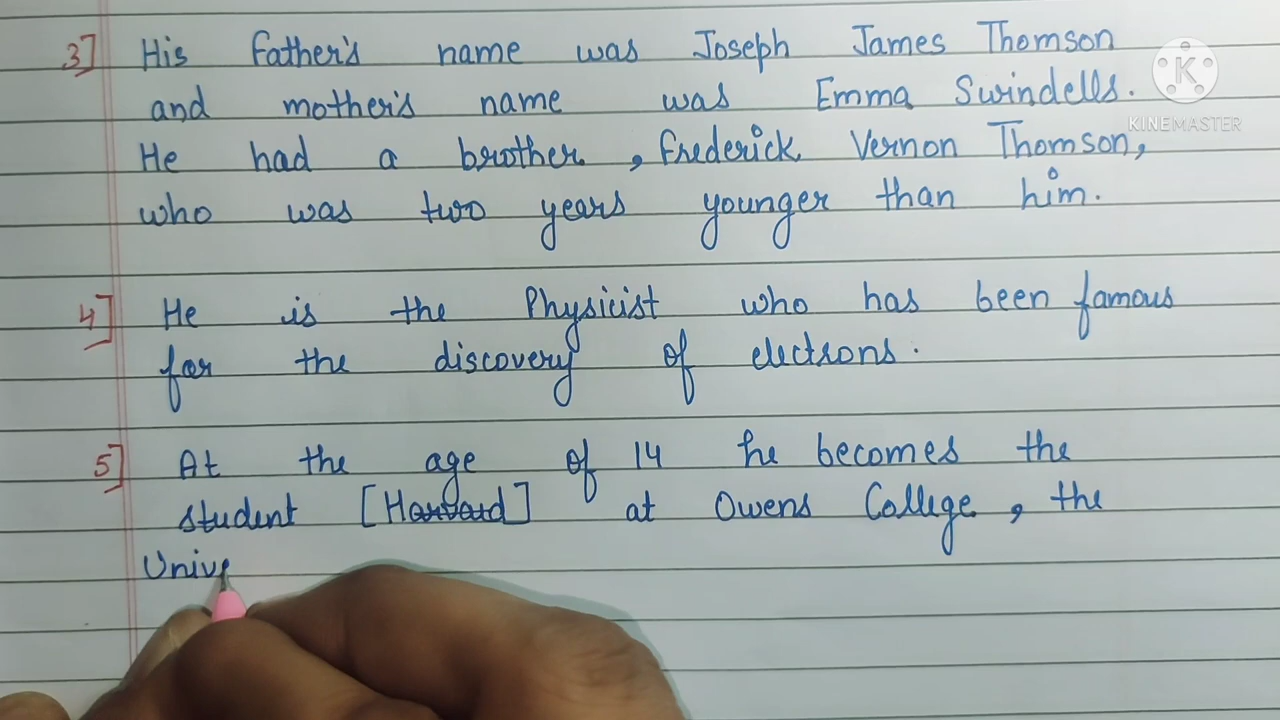 3] His Father's name was Joseph James Thomson
and mother's name was Emma Swindells.
He had a brother, Frederick Vernon Thomson,
who was two years younger than him.
4] He is the Physicist who has been famous
for the discovery of electrons.
5] At the age of 14 he becomes the
student [Harvard] at Owens College, the
Unive
K
KINEMASTER